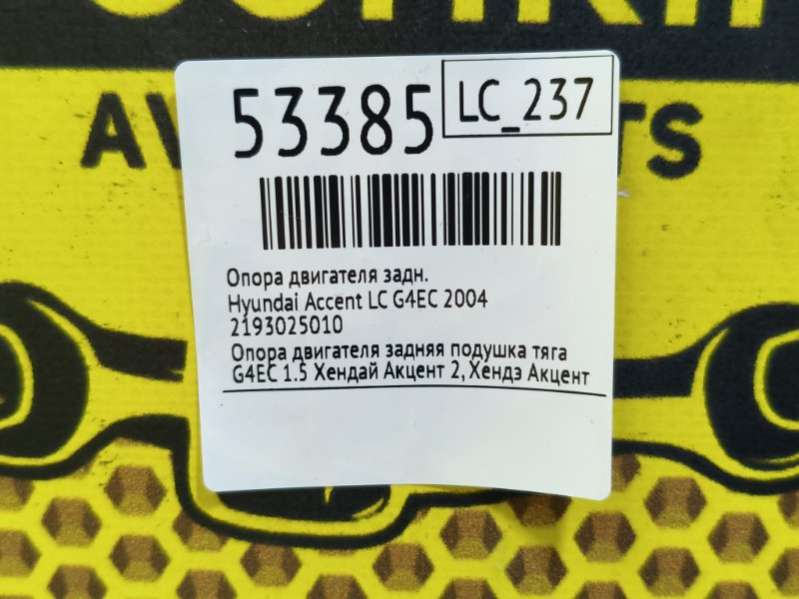 53385
LC_237
Опора двигателя задн.
Hyundai Accent LC G4EC 2004
2193025010
Опора двигателя задняя подушка тяга
G4EC 1.5 Хендай Акцент 2, Хендэ Акцент